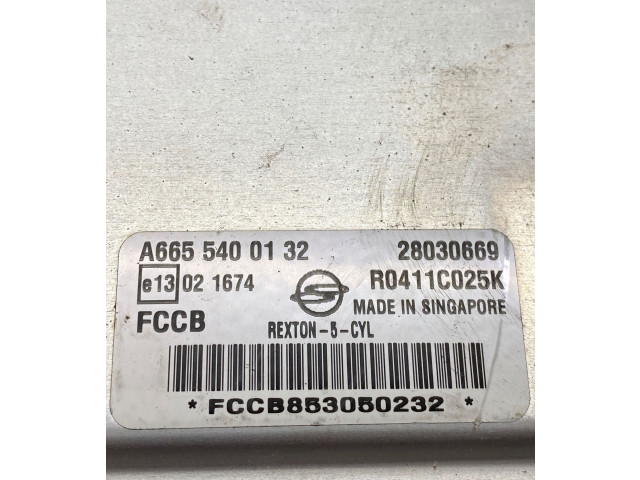 A665 540 01 32 28030669
e13 02 1674 R0411C025K
MADE IN SINGAPORE
FCCB REXTON-5-CYL
* FCCB853050232 *